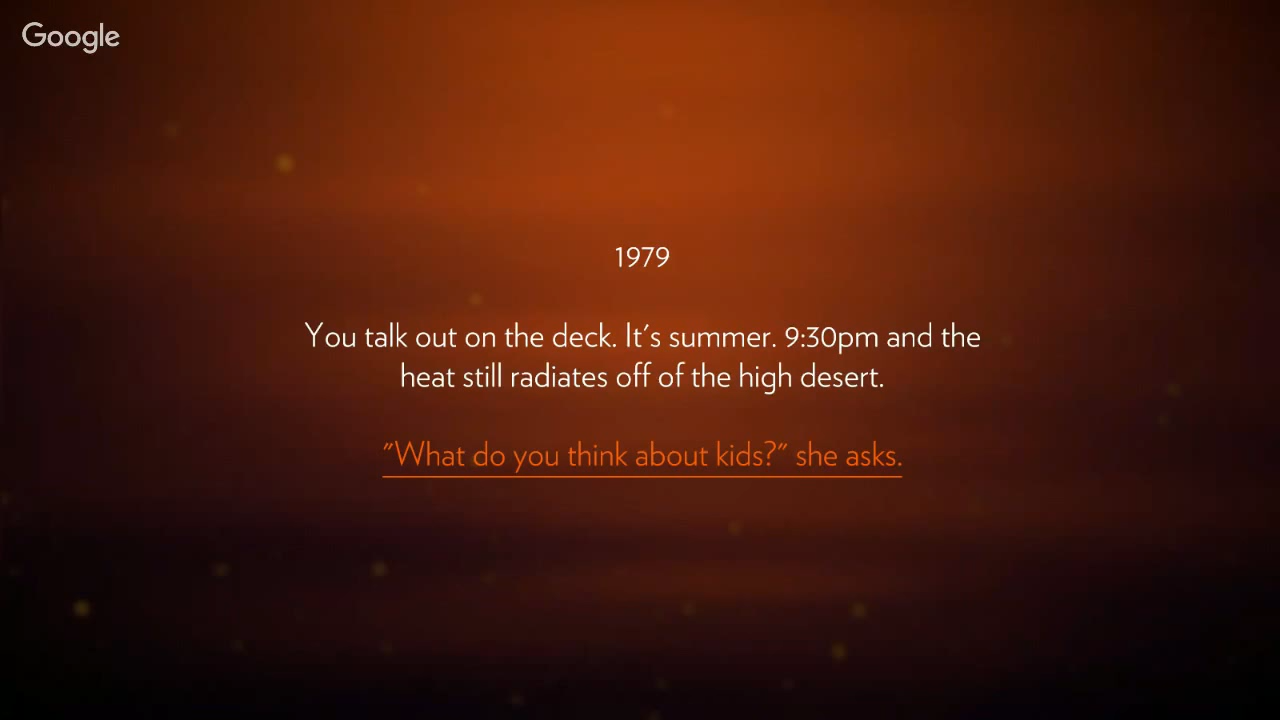 Google
1979
You talk out on the deck. It's summer. 9:30pm and the
heat still radiates off of the high desert.
"What do you think about kids?" she asks.